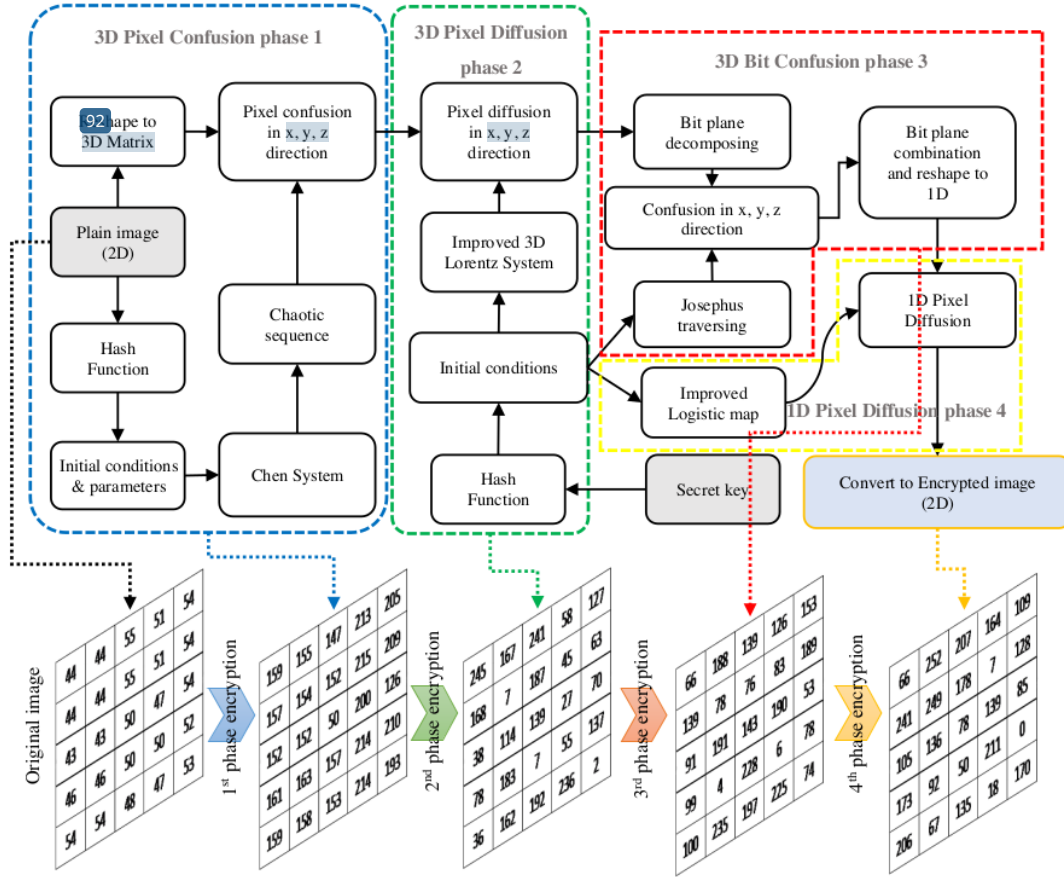 3D Pixel Confusion phase 1
3D Pixel Diffusion
phase 2
3D Bit Confusion phase 3
92
shape to
3D Matrix
Pixel confusion
in x, y, z
direction
Pixel diffusion
in x, y, z
direction
Bit plane
decomposing
Bit plane
combination
and reshape to
1D
Plain image
(2D)
Improved 3D
Lorentz System
Confusion in x, y, z
direction
Hash
Function
Chaotic
sequence
Josephus
traversing
1D Pixel
Diffusion
Initial conditions
Improved
Logistic map
1D Pixel Diffusion phase 4
Initial conditions
& parameters
Chen System
Hash
Function
Secret key
Convert to Encrypted image
(2D)
Original image
44 44 55 51 54
44 44 55 51 54
43 43 50 47 54
46 46 50 50 52
54 54 48 47 53
1st phase encryption
159 155 147 213 205
157 154 152 215 209
152 152 50 200 126
161 163 157 214 210
159 158 153 214 193
2nd phase encryption
245 167 241 58 127
168 7 187 45 63
38 114 139 27 70
78 183 7 55 137
36 162 192 236 2
3rd phase encryption
66 188 139 126 153
139 78 76 83 189
91 191 143 190 53
99 4 228 6 78
100 235 197 225 74
4th phase encryption
66 252 207 164 109
241 249 178 7 128
105 136 78 139 85
173 92 50 211 0
206 67 135 18 170